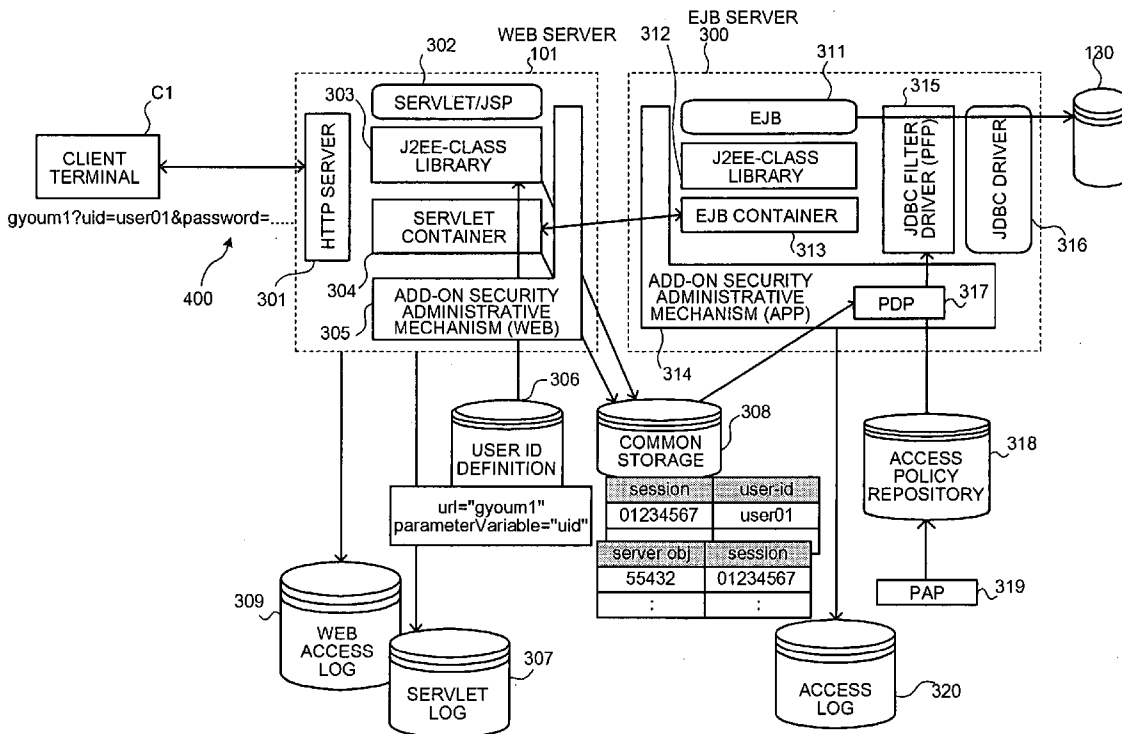 EJB SERVER
300
WEB SERVER
101
302
312
311
130
315
303
C1
SERVLET/JSP
EJB
CLIENT
TERMINAL
HTTP SERVER
J2EE-CLASS
LIBRARY
J2EE-CLASS
LIBRARY
JDBC FILTER
DRIVER (PFP)
JDBC DRIVER
gyoum1?uid=user01&password=......
SERVLET
CONTAINER
EJB CONTAINER
313
316
400
301
304
305
ADD-ON SECURITY
ADMINISTRATIVE
MECHANISM (WEB)
ADD-ON SECURITY
ADMINISTRATIVE
MECHANISM (APP)
PDP
317
314
306
308
USER ID
DEFINITION
COMMON
STORAGE
318
ACCESS
POLICY
REPOSITORY
url="gyoum1"
parameterVariable="uid"
session user-id
01234567 user01
server obj session
55432 01234567
: :
PAP
319
309
WEB
ACCESS
LOG
307
SERVLET
LOG
ACCESS
LOG
320